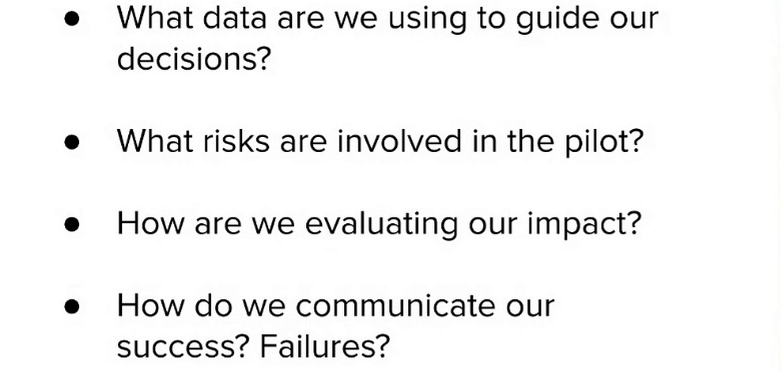 ● What data are we using to guide our
decisions?
● What risks are involved in the pilot?
● How are we evaluating our impact?
● How do we communicate our
success? Failures?